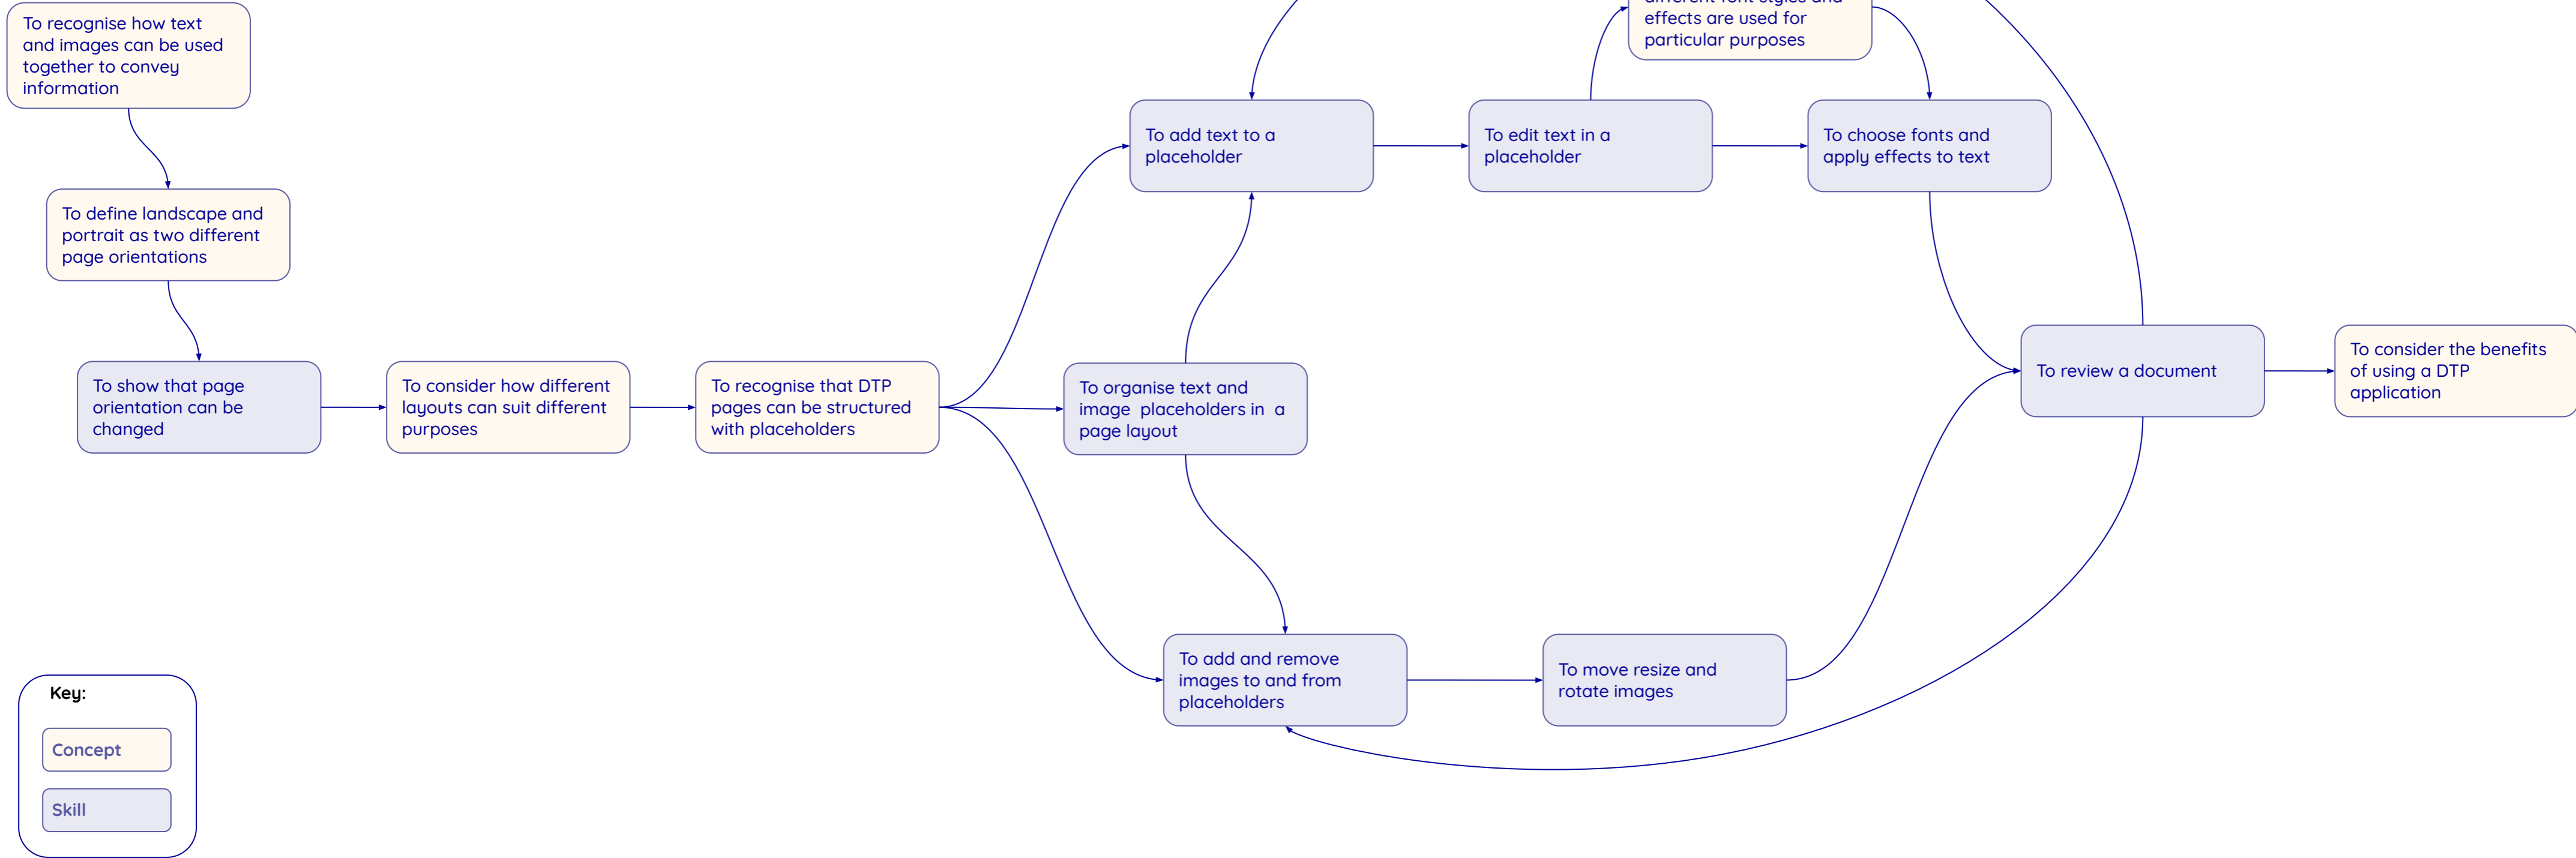 To recognise how text
and images can be used
together to convey
information
To define landscape and
portrait as two different
page orientations
To show that page
orientation can be
changed
To consider how different
layouts can suit different
purposes
To recognise that DTP
pages can be structured
with placeholders
different font styles and
effects are used for
particular purposes
To add text to a
placeholder
To edit text in a
placeholder
To choose fonts and
apply effects to text
To organise text and
image  placeholders in  a
page layout
To add and remove
images to and from
placeholders
To move resize and
rotate images
To review a document
To consider the benefits
of using a DTP
application
Key:
Concept
Skill